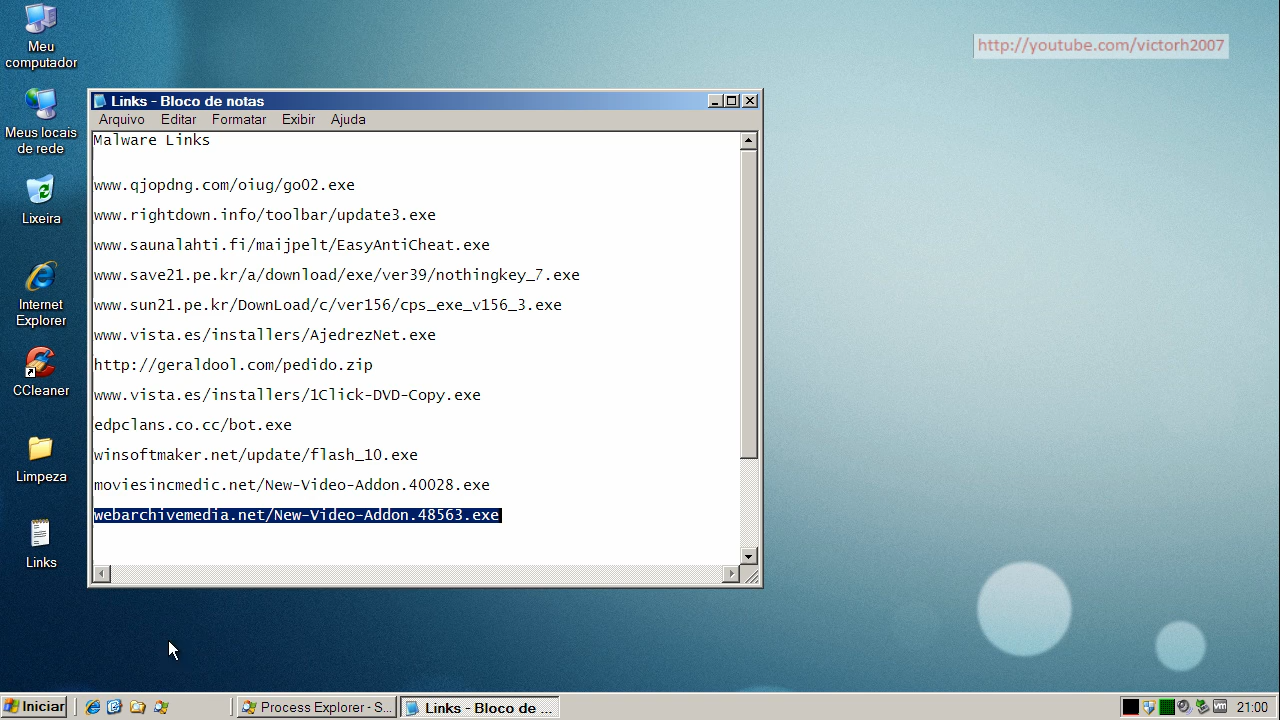 Meu
computador
http://youtube.com/victorh2007
Links - Bloco de notas
Arquivo Editar Formatar Exibir Ajuda
Meus locais
de rede
Malware Links
www.qjopdng.com/oiug/go02.exe
www.rightdown.info/toolbar/update3.exe
www.saunalahti.fi/maijpelt/EasyAntiCheat.exe
www.save21.pe.kr/a/download/exe/ver39/nothingkey_7.exe
www.sun21.pe.kr/DownLoad/c/ver156/cps_exe_v156_3.exe
www.vista.es/installers/AjedrezNet.exe
http://geraldool.com/pedido.zip
www.vista.es/installers/1Click-DVD-Copy.exe
edpclans.co.cc/bot.exe
winsoftmaker.net/update/flash_10.exe
moviesincmedic.net/New-Video-Addon.40028.exe
webarchivemedia.net/New-Video-Addon.48563.exe
Lixeira
Internet
Explorer
CCleaner
Limpeza
Links
Iniciar
Process Explorer - S...
Links - Bloco de ...
vm
21:00